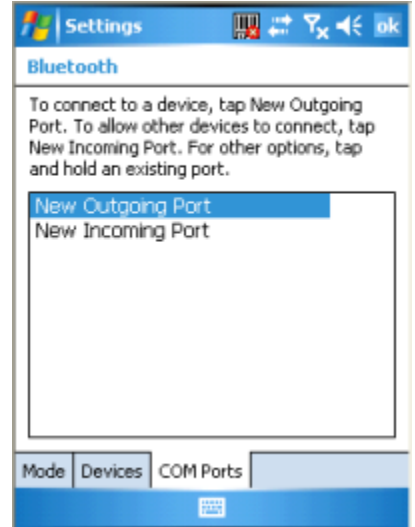 Settings
ok
Bluetooth
To connect to a device, tap New Outgoing
Port. To allow other devices to connect, tap
New Incoming Port. For other options, tap
and hold an existing port.
New Outgoing Port
New Incoming Port
Mode Devices COM Ports